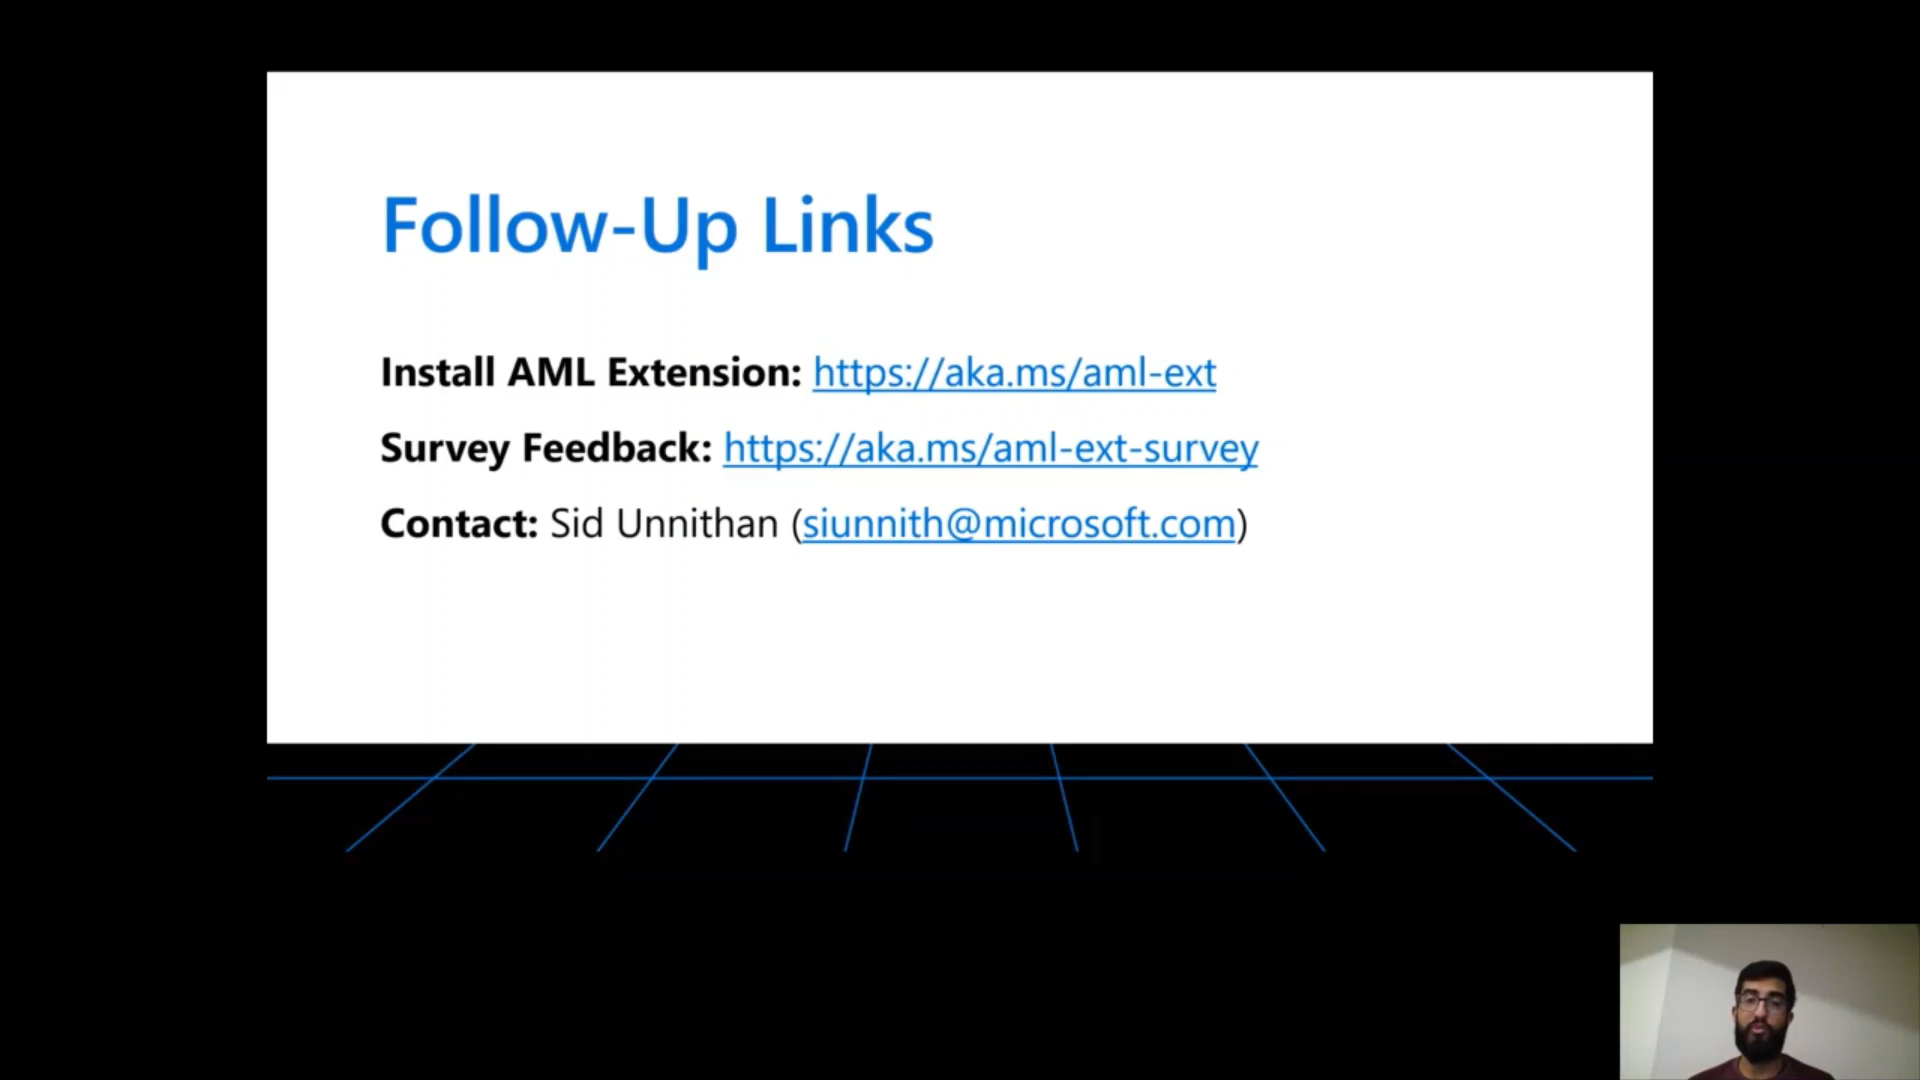 Follow-Up Links
Install AML Extension: https://aka.ms/aml-ext
Survey Feedback: https://aka.ms/aml-ext-survey
Contact: Sid Unnithan (siunnith@microsoft.com)